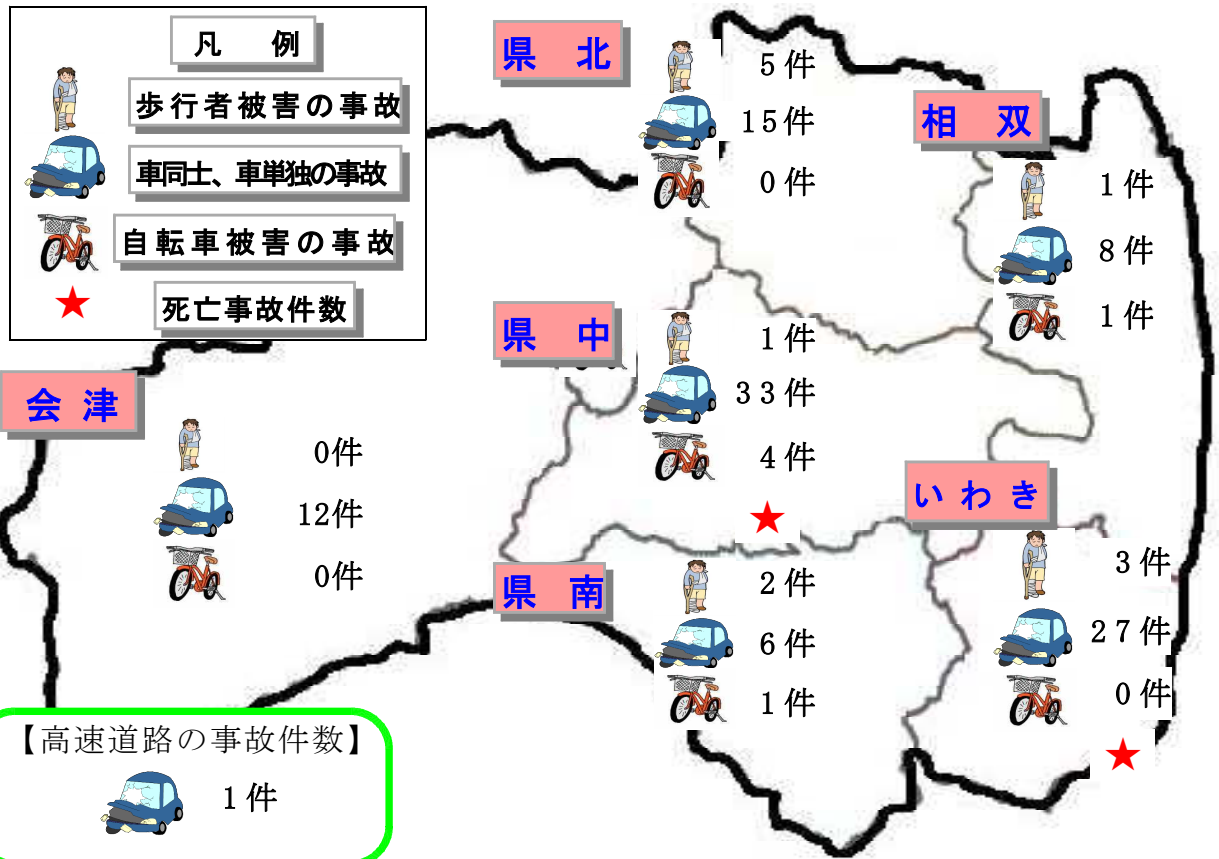 凡　例
歩行者被害の事故
車同士、車単独の事故
自転車被害の事故
★
死亡事故件数
県　北
5件
15件
0件
相　双
1件
8件
1件
県　中
1件
33件
4件
★
会津
0件
12件
0件
いわき
3件
27件
0件
★
県　南
2件
6件
1件
【高速道路の事故件数】
1件